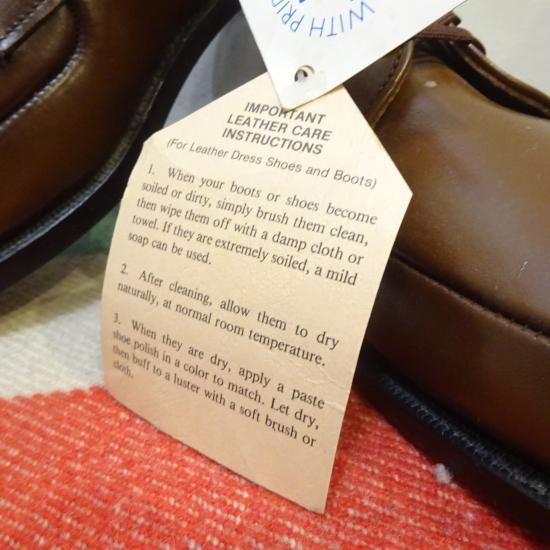 WITH PRID
IMPORTANT
LEATHER CARE
INSTRUCTIONS
(For Leather Dress Shoes and Boots)
1. When your boots or shoes become
soiled or dirty, simply brush them clean,
then wipe them off with a damp cloth or
towel. If they are extremely soiled, a mild
soap can be used.
2. After cleaning, allow them to dry
naturally, at normal room temperature.
3. When they are dry, apply a paste
shoe polish in a color to match. Let dry,
then buff to a luster with a soft brush or
cloth.